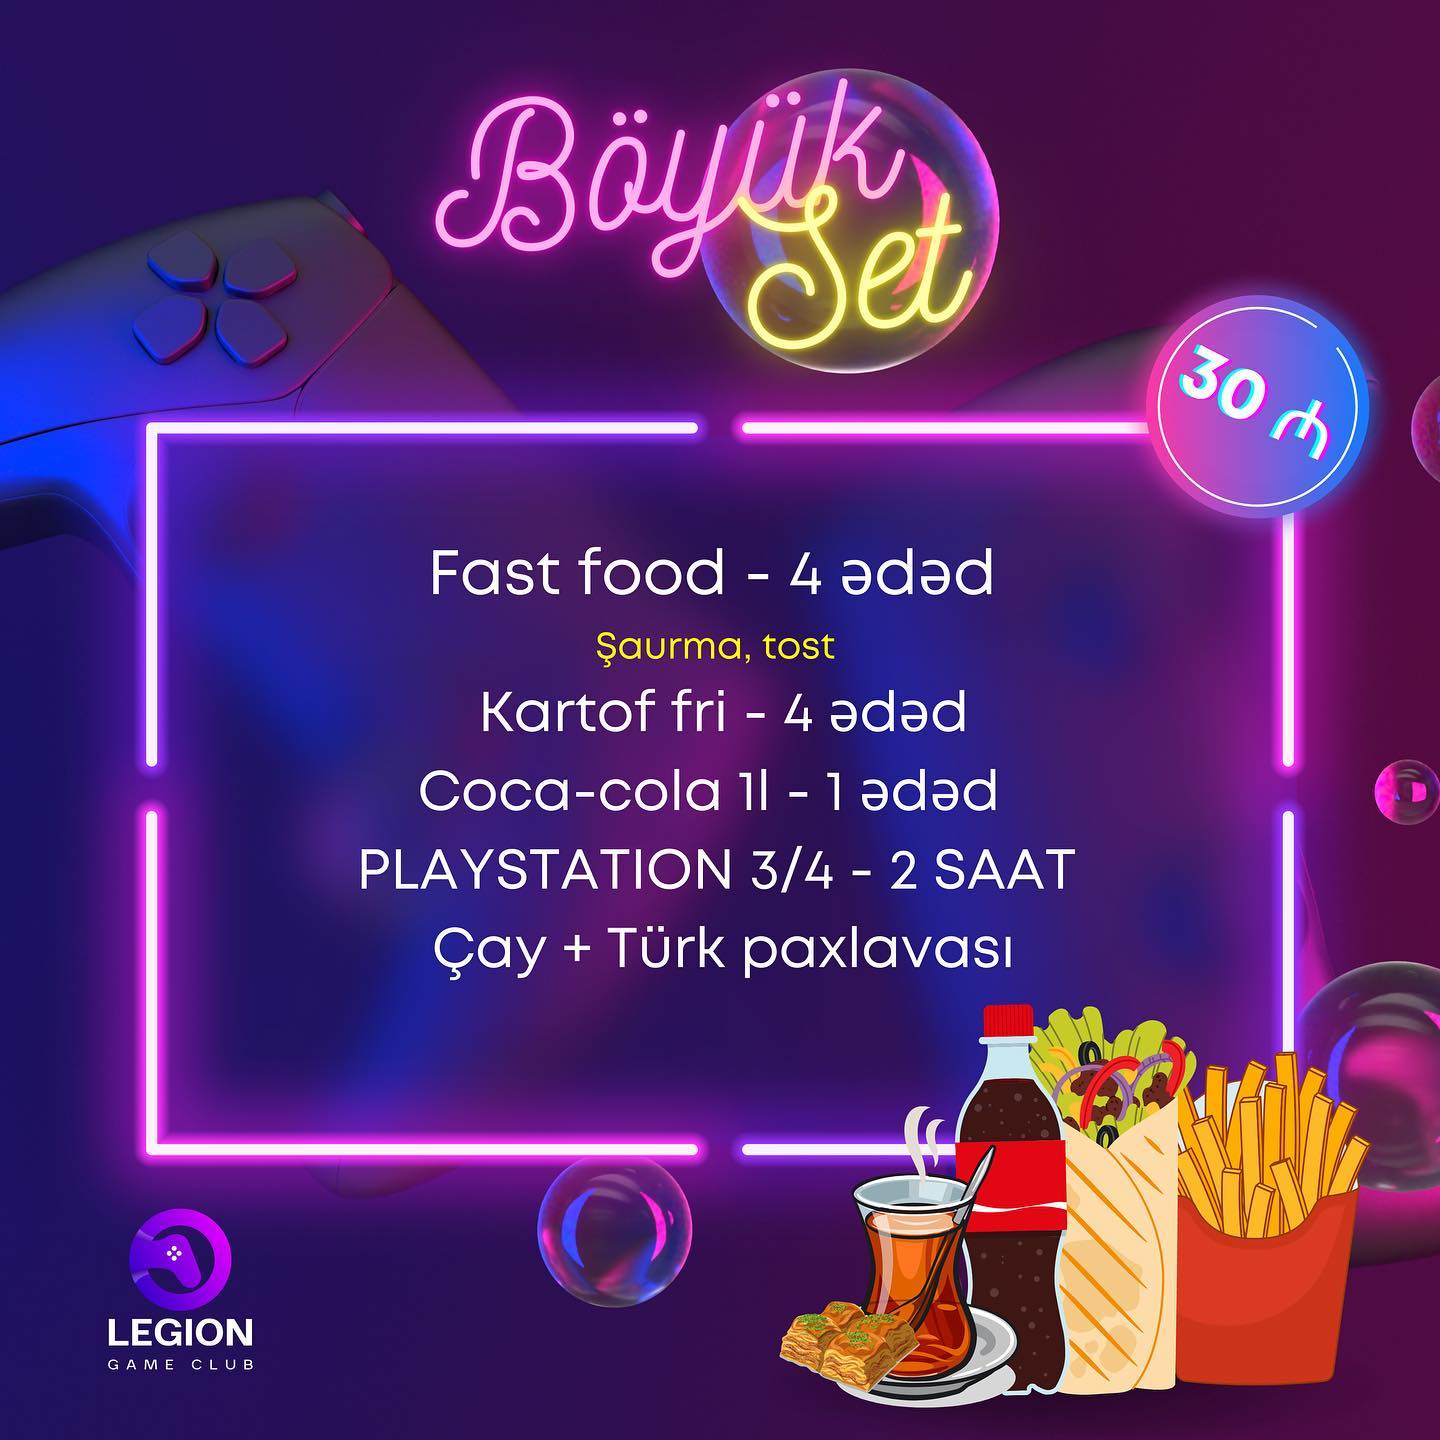 Böyük
Set
30 ₼
Fast food - 4 ədəd
Şaurma, tost
Kartof fri - 4 ədəd
Coca-cola 1l - 1 ədəd
PLAYSTATION 3/4 - 2 SAAT
Çay + Türk paxlavası
LEGION
GAME CLUB